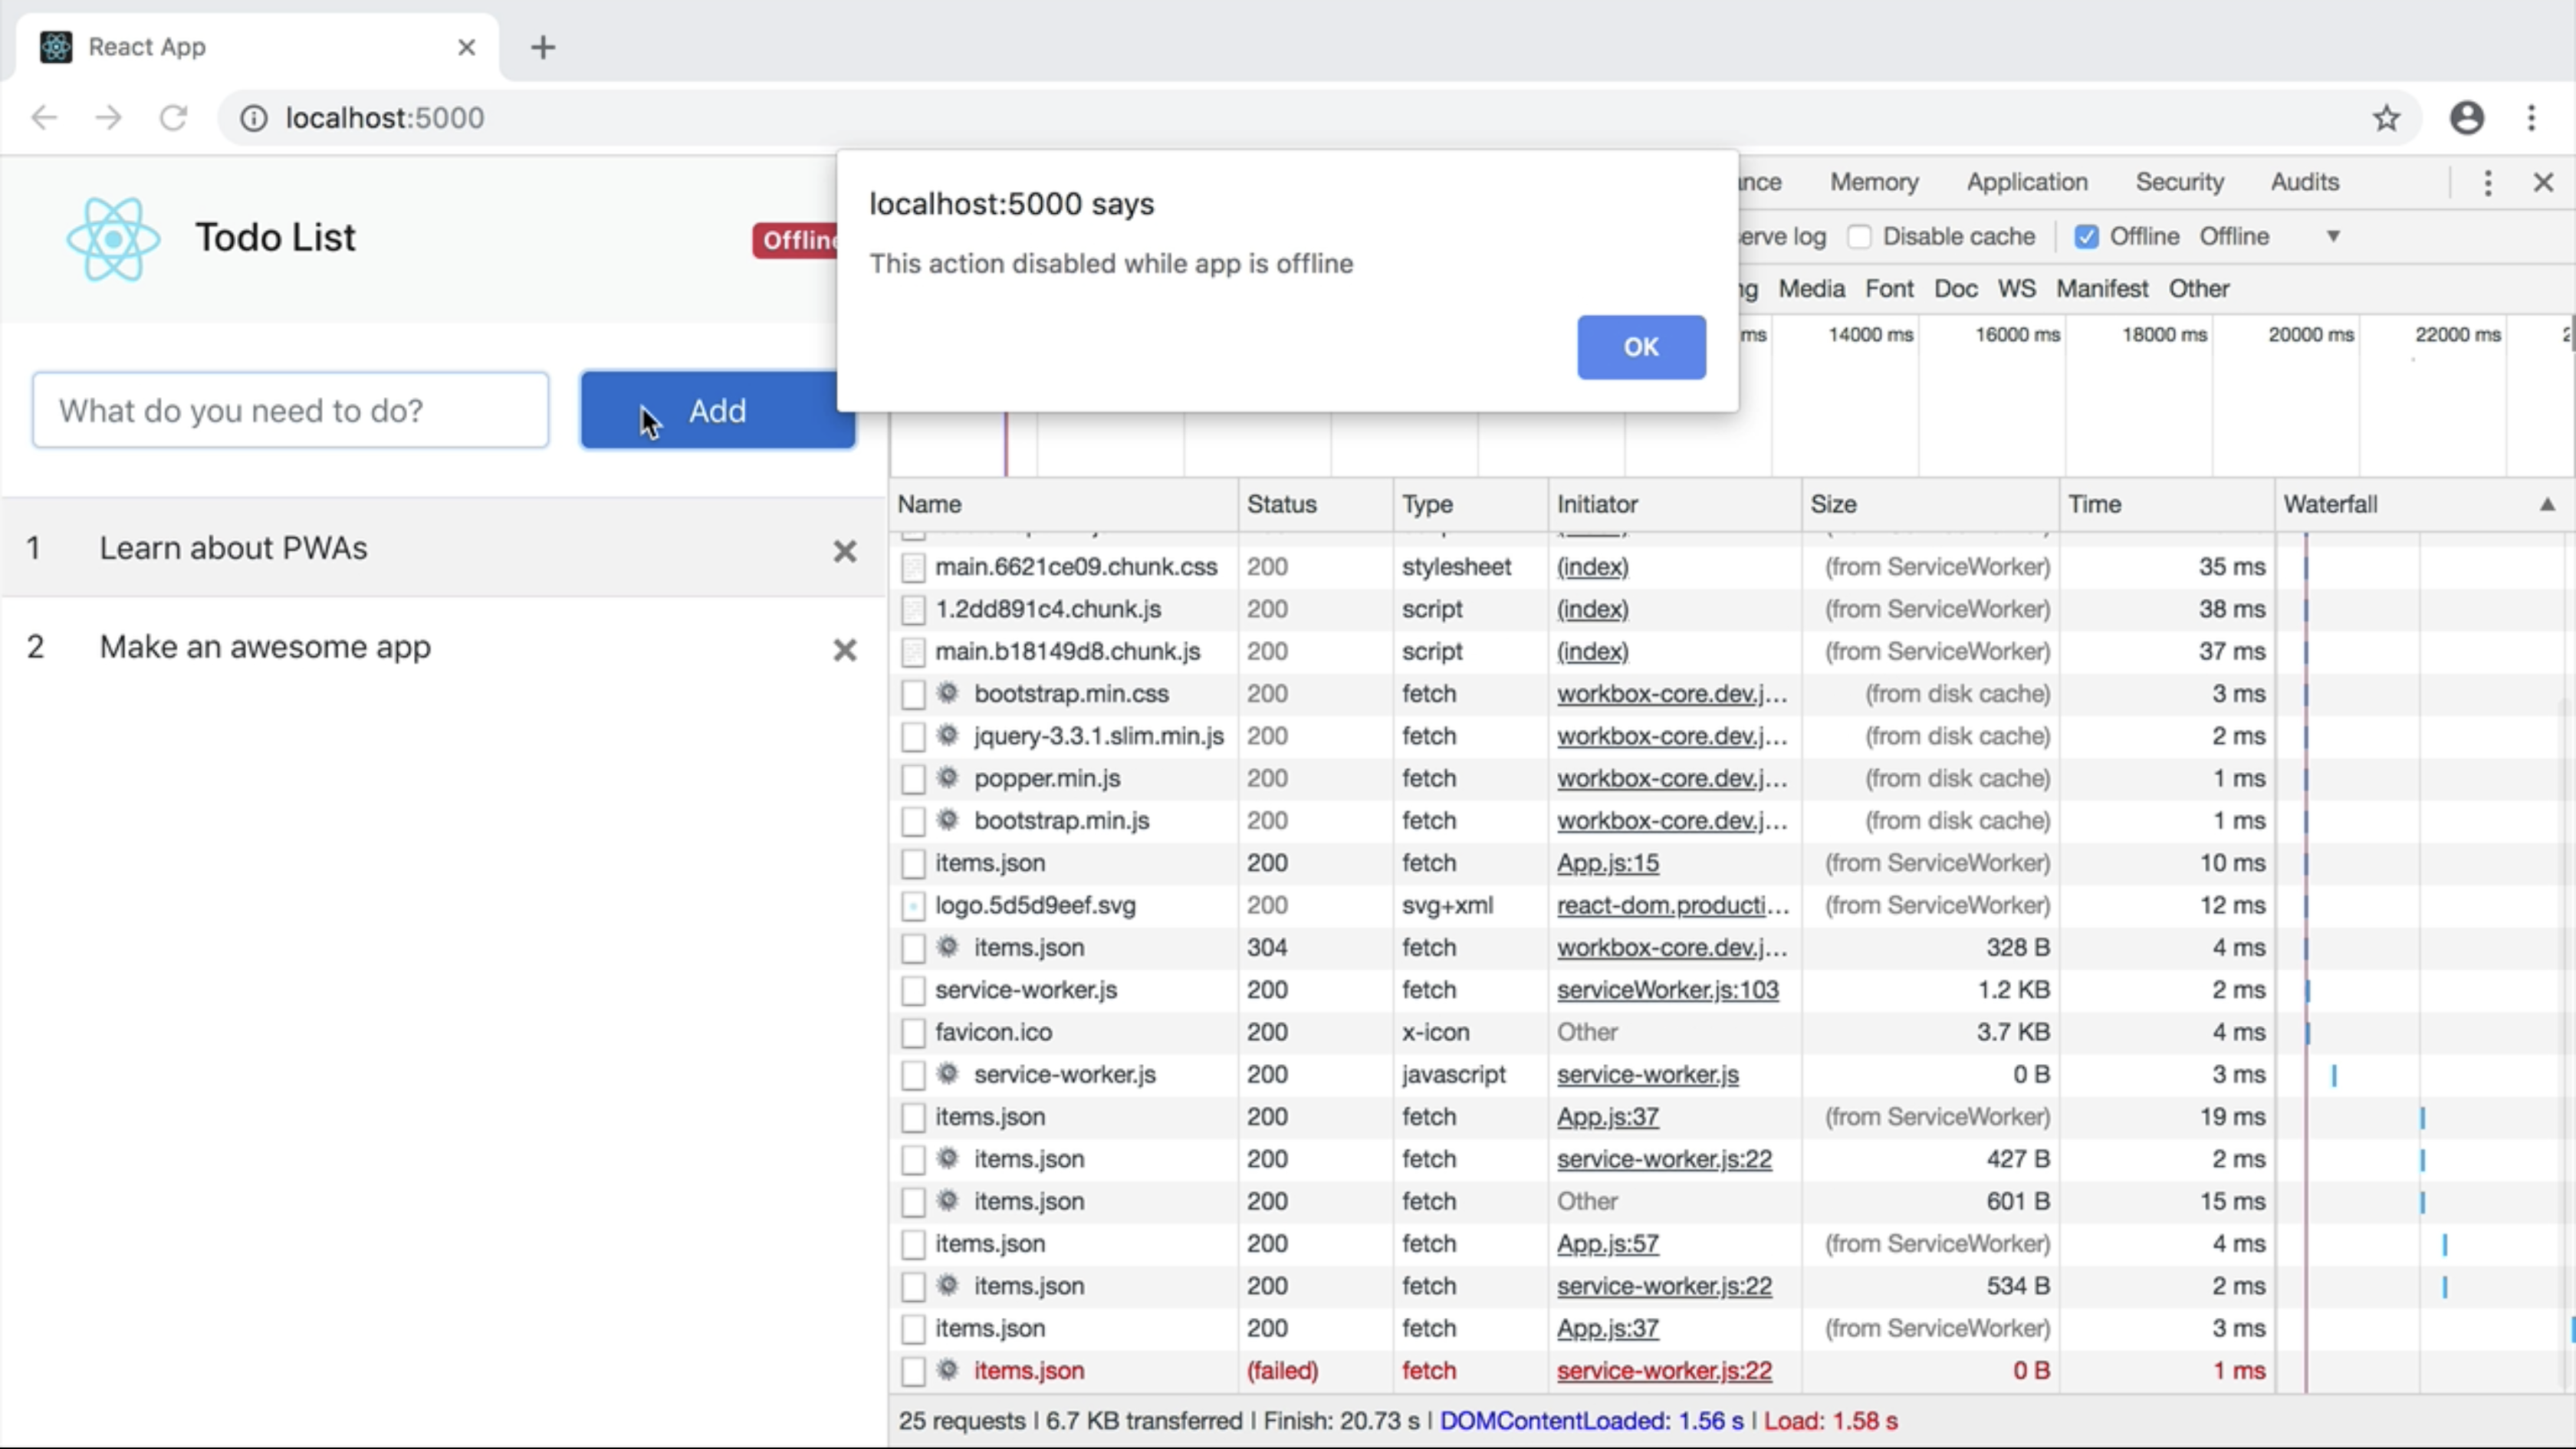 React App
localhost:5000
Todo List
Offline
localhost:5000 says
This action disabled while app is offline
OK
What do you need to do?
Add
1 Learn about PWAs
2 Make an awesome app
Memory Application Security Audits
Disable cache Offline Offline
Media Font Doc WS Manifest Other
ms 14000 ms 16000 ms 18000 ms 20000 ms 22000 ms
Name Status Type Initiator Size Time Waterfall
main.6621ce09.chunk.css 200 stylesheet (index) (from ServiceWorker) 35 ms
1.2dd891c4.chunk.js 200 script (index) (from ServiceWorker) 38 ms
main.b18149d8.chunk.js 200 script (index) (from ServiceWorker) 37 ms
bootstrap.min.css 200 fetch workbox-core.dev.j… (from disk cache) 3 ms
jquery-3.3.1.slim.min.js 200 fetch workbox-core.dev.j… (from disk cache) 2 ms
popper.min.js 200 fetch workbox-core.dev.j… (from disk cache) 1 ms
bootstrap.min.js 200 fetch workbox-core.dev.j… (from disk cache) 1 ms
items.json 200 fetch App.js:15 (from ServiceWorker) 10 ms
logo.5d5d9eef.svg 200 svg+xml react-dom.producti… (from ServiceWorker) 12 ms
items.json 304 fetch workbox-core.dev.j… 328 B 4 ms
service-worker.js 200 fetch serviceWorker.js:103 1.2 KB 2 ms
favicon.ico 200 x-icon Other 3.7 KB 4 ms
service-worker.js 200 javascript service-worker.js 0 B 3 ms
items.json 200 fetch App.js:37 (from ServiceWorker) 19 ms
items.json 200 fetch service-worker.js:22 427 B 2 ms
items.json 200 fetch Other 601 B 15 ms
items.json 200 fetch App.js:57 (from ServiceWorker) 4 ms
items.json 200 fetch service-worker.js:22 534 B 2 ms
items.json 200 fetch App.js:37 (from ServiceWorker) 3 ms
items.json (failed) fetch service-worker.js:22 0 B 1 ms
25 requests | 6.7 KB transferred | Finish: 20.73 s | DOMContentLoaded: 1.56 s | Load: 1.58 s